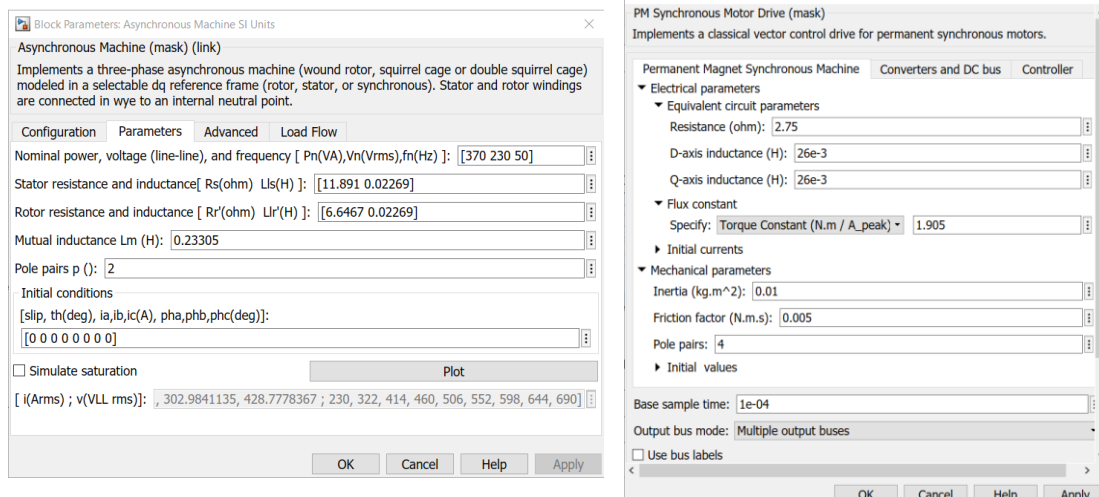 Block Parameters: Asynchronous Machine SI Units
Asynchronous Machine (mask) (link)
Implements a three-phase asynchronous machine (wound rotor, squirrel cage or double squirrel cage)
modeled in a selectable dq reference frame (rotor, stator, or synchronous). Stator and rotor windings
are connected in wye to an internal neutral point.
Configuration Parameters Advanced Load Flow
Nominal power, voltage (line-line), and frequency [ Pn(VA),Vn(Vrms),fn(Hz) ]: [370 230 50]
Stator resistance and inductance[ Rs(ohm) Lls(H) ]: [11.891 0.02269]
Rotor resistance and inductance [ Rr'(ohm) Llr'(H) ]: [6.6467 0.02269]
Mutual inductance Lm (H): 0.23305
Pole pairs p (): 2
Initial conditions
[slip, th(deg), ia,ib,ic(A), pha,phb,phc(deg)]:
[0 0 0 0 0 0 0 0]
Simulate saturation Plot
[ i(Arms) ; v(VLL rms)]: , 302.9841135, 428.7778367 ; 230, 322, 414, 460, 506, 552, 598, 644, 690]
OK Cancel Help Apply
PM Synchronous Motor Drive (mask)
Implements a classical vector control drive for permanent synchronous motors.
Permanent Magnet Synchronous Machine Converters and DC bus Controller
Electrical parameters
Equivalent circuit parameters
Resistance (ohm): 2.75
D-axis inductance (H): 26e-3
Q-axis inductance (H): 26e-3
Flux constant
Specify: Torque Constant (N.m / A_peak) 1.905
Initial currents
Mechanical parameters
Inertia (kg.m^2): 0.01
Friction factor (N.m.s): 0.005
Pole pairs: 4
Initial values
Base sample time: 1e-04
Output bus mode: Multiple output buses
Use bus labels
OK Cancel Help Apply